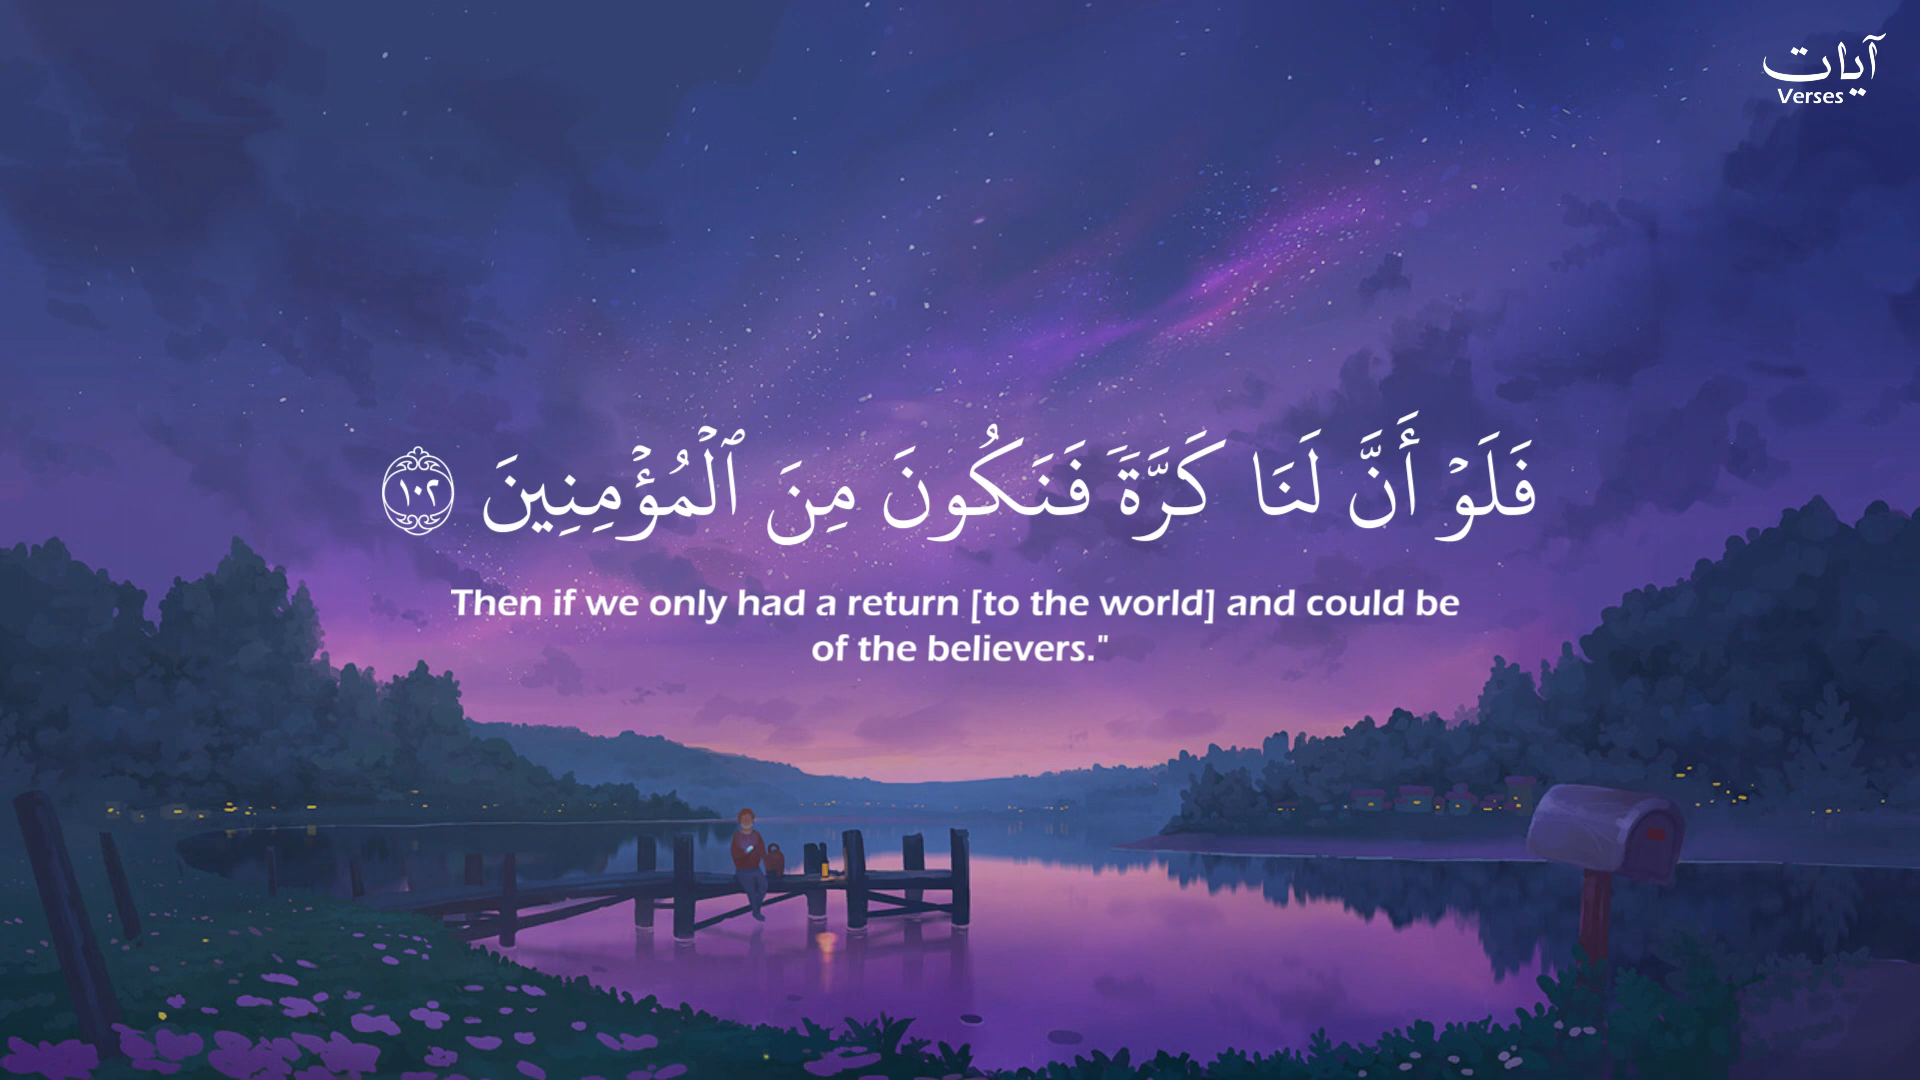 آيات
Verses
فَلَوۡ أَنَّ لَنَا كَرَّةٗ فَنَكُونَ مِنَ ٱلۡمُؤۡمِنِينَ ١٠٢
Then if we only had a return [to the world] and could be
of the believers."